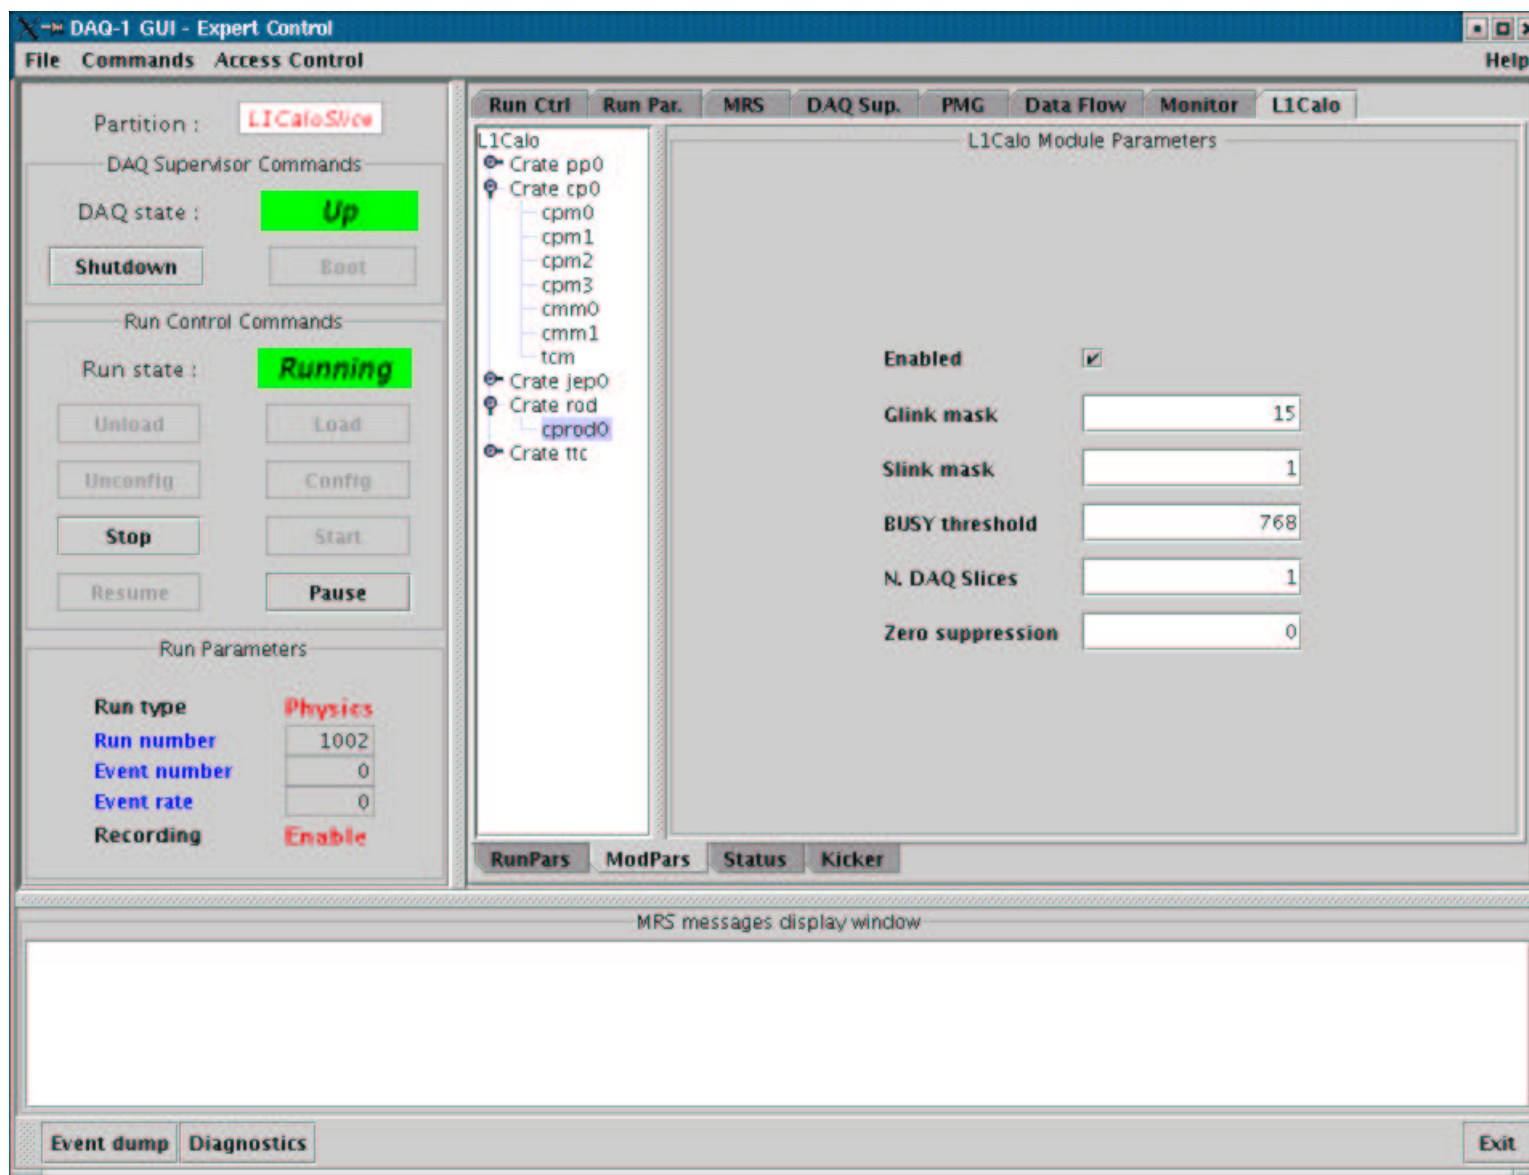 DAQ-1 GUI - Expert Control
File Commands Access Control Help
Partition : L1CaloSlice
DAQ Supervisor Commands
DAQ state : Up
Shutdown Boot
Run Control Commands
Run state : Running
Unload Load
Unconfig Config
Stop Start
Resume Pause
Run Parameters
Run type Physics
Run number 1002
Event number 0
Event rate 0
Recording Enable
Run Ctrl Run Par. MRS DAQ Sup. PMG Data Flow Monitor L1Calo
L1Calo
Crate pp0
Crate cp0
cpm0
cpm1
cpm2
cpm3
cmm0
cmm1
tcm
Crate jep0
Crate rod
cprod0
Crate ttc
L1Calo Module Parameters
Enabled
Glink mask 15
Slink mask 1
BUSY threshold 768
N. DAQ Slices 1
Zero suppression 0
RunPars ModPars Status Kicker
MRS messages display window
Event dump Diagnostics Exit